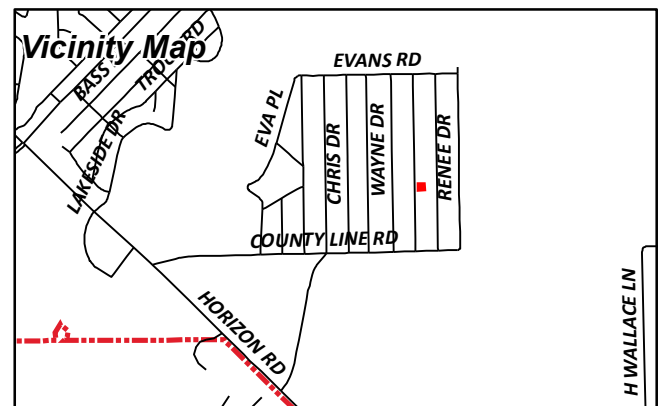 Vicinity Map
BASS
TROUT RD
LAKESIDE DR
EVANS RD
EVA PL
CHRIS DR
WAYNE DR
RENEE DR
COUNTY LINE RD
HORIZON RD
H WALLACE LN